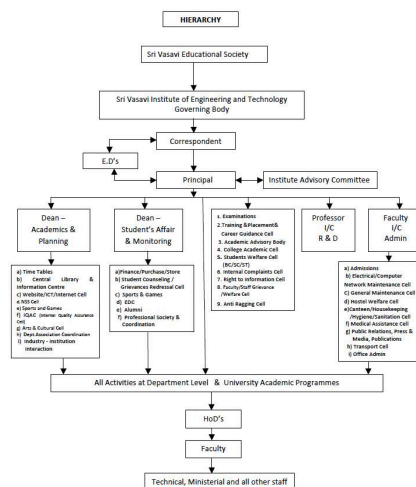 HIERARCHY
Sri Vasavi Educational Society
Sri Vasavi Institute of Engineering and Technology
Governing Body
Correspondent
E.D's
Principal
Institute Advisory Committee
Dean –
Academics &
Planning
Dean –
Student's Affair
& Monitoring
1. Examinations
2.Training &Placement&
Career Guidance Cell
3. Academic Advisory Body
4. College Academic Cell
5. Students Welfare Cell
(BC/SC/ST)
6. Internal Complaints Cell
7. Right to Information Cell
8. Faculty/Staff Grievance
/Welfare Cell
9. Anti Ragging Cell
Professor
I/C
R & D
Faculty
I/C
Admin
a) Time Tables
b) Central Library &
Information Centre
c) Website/ICT/Internet Cell
d.NSS Cell
e) Sports and Games
f) IQAC (Internet Quality Assurance
Cell)
g) Arts & Cultural Cell
h) Dept.Association Coordination
i) Industry - Institution
Interaction
a)Finance/Purchase/Store
b) Student Counseling /
Grievances Redressal Cell
c) Sports & Games
d) EDC
e) Alumni
f) Professional Society &
Coordination
a) Admissions
b) Electrical/Computer
Network Maintenance Cell
C) General Maintenance Cell
d) Hostel Welfare Cell
e)Canteen/Housekeeping
/Hygiene/Sanitation Cell
f) Medical Assistance Cell
g) Public Relations, Press &
Media, Publications
h) Transport Cell
i) Office Admin
All Activities at Department Level & University Academic Programmes
HoD's
Faculty
Technical, Ministerial and all other staff